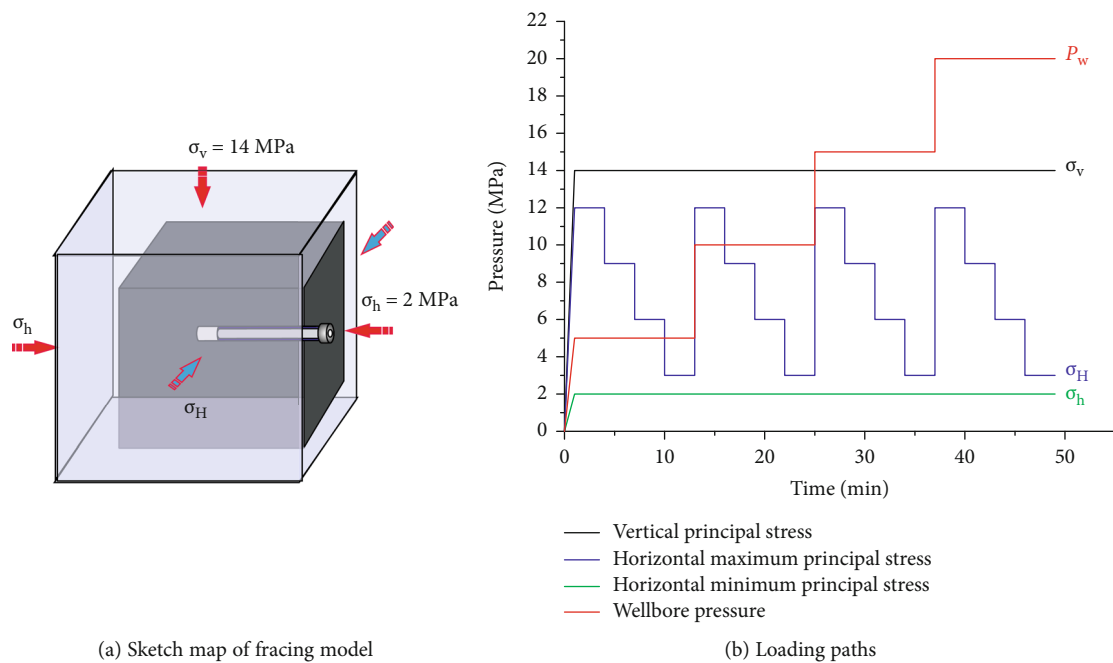 σv = 14 MPa
σh
σh = 2 MPa
σH
(a) Sketch map of fracing model
22
20
18
16
14
12
10
8
6
4
2
0
Pressure (MPa)
Pw
σv
σH
σh
0
10
20
30
40
50
Time (min)
Vertical principal stress
Horizontal maximum principal stress
Horizontal minimum principal stress
Wellbore pressure
(b) Loading paths